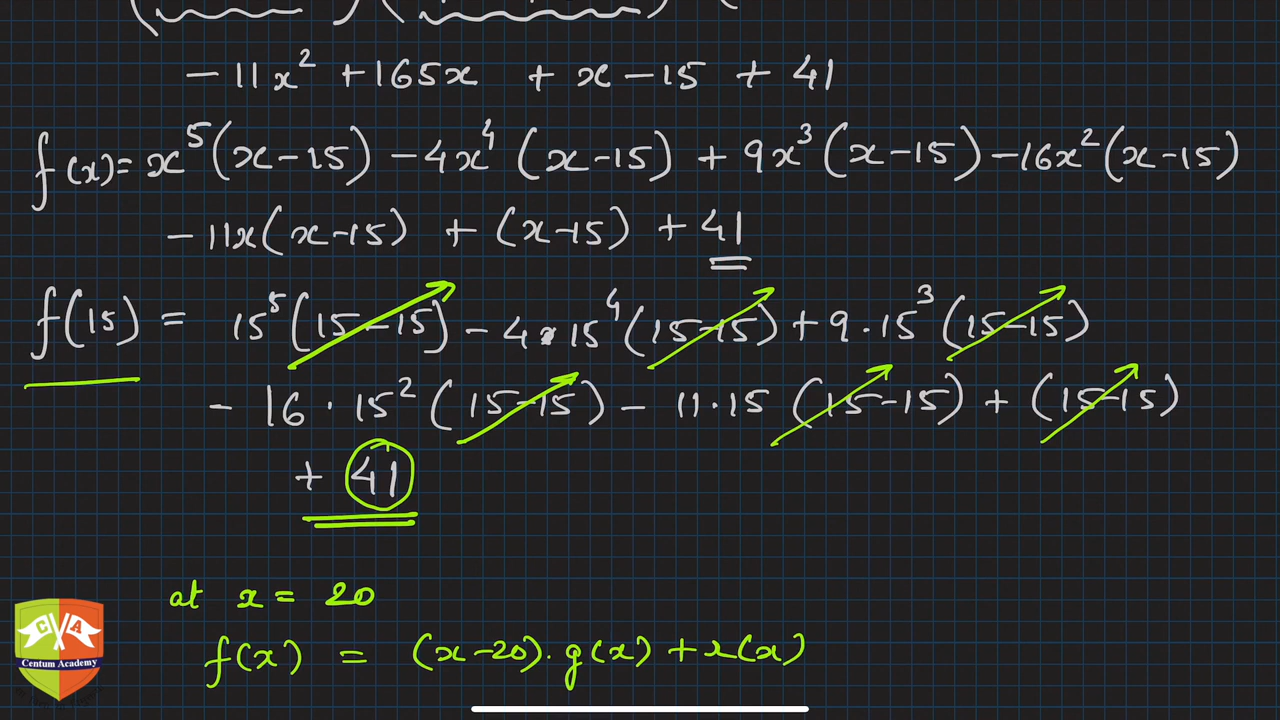 - 11x² + 165x + x - 15 + 41
f(x) = x⁵(x-15) - 4x⁴(x-15) + 9x³(x-15) - 16x²(x-15)
- 11x(x-15) + (x-15) + 41
f(15) = 15⁵(15-15) - 4·15⁴(15-15) + 9·15³(15-15)
- 16·15²(15-15) - 11·15(15-15) + (15-15)
+ 41
at x = 20
f(x) = (x-20)·g(x) + r(x)
C A
Centum Academy